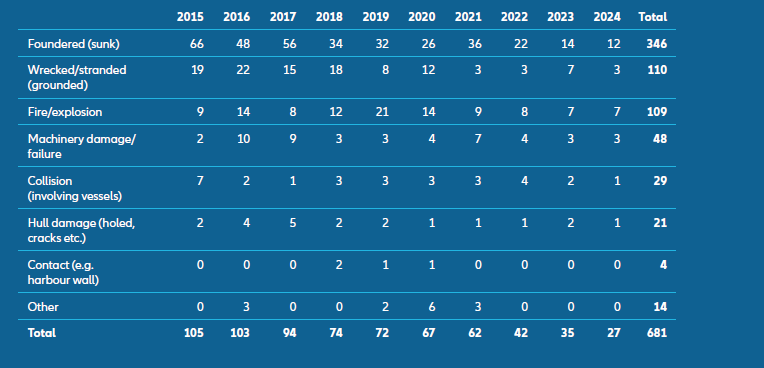 2015 2016 2017 2018 2019 2020 2021 2022 2023 2024 Total
Foundered (sunk) 66 48 56 34 32 26 36 22 14 12 346
Wrecked/stranded 19 22 15 18 8 12 3 3 7 3 110
(grounded)
Fire/explosion 9 14 8 12 21 14 9 8 7 7 109
Machinery damage/ 2 10 9 3 3 4 7 4 3 3 48
failure
Collision 7 2 1 3 3 3 3 4 2 1 29
(involving vessels)
Hull damage (holed, 2 4 5 2 2 1 1 1 2 1 21
cracks etc.)
Contact (e.g. 0 0 0 2 1 1 0 0 0 0 4
harbour wall)
Other 0 3 0 0 2 6 3 0 0 0 14
Total 105 103 94 74 72 67 62 42 35 27 681